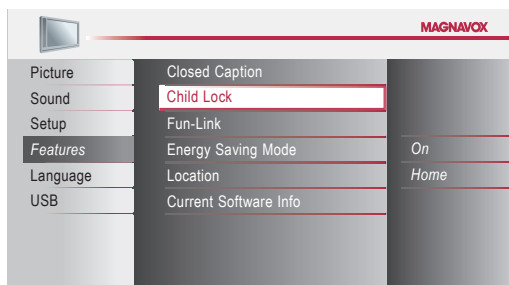 MAGNAVOX
Picture
Sound
Setup
Features
Language
USB
Closed Caption
Child Lock
Fun-Link
Energy Saving Mode
Location
Current Software Info
On
Home